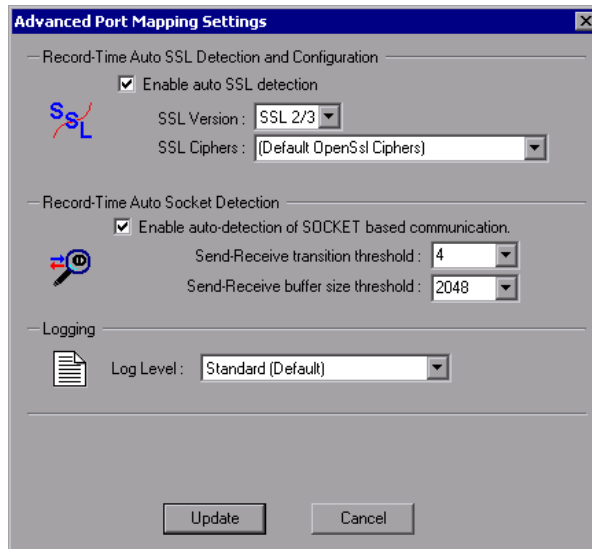 Advanced Port Mapping Settings
Record-Time Auto SSL Detection and Configuration
Enable auto SSL detection
SSL
SSL Version : SSL 2/3
SSL Ciphers : (Default OpenSsl Ciphers)
Record-Time Auto Socket Detection
Enable auto-detection of SOCKET based communication.
Send-Receive transition threshold : 4
Send-Receive buffer size threshold : 2048
Logging
Log Level : Standard (Default)
Update Cancel